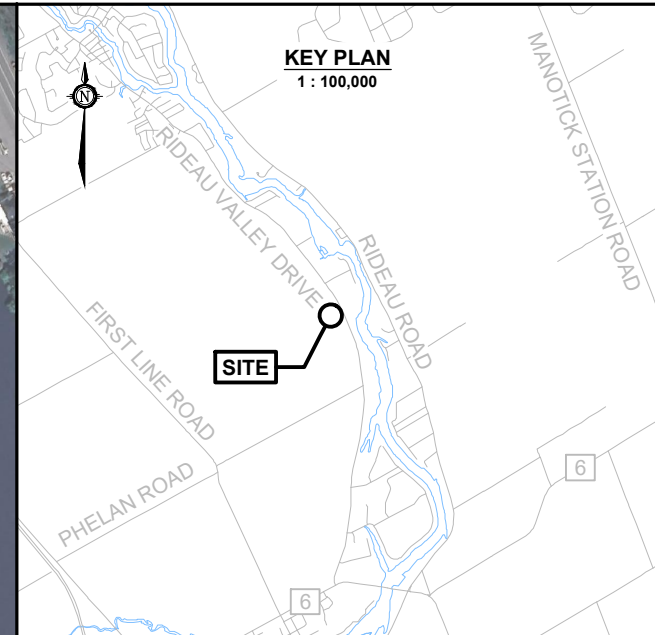 KEY PLAN
1 : 100,000
N
MANOTICK STATION ROAD
RIDEAU VALLEY DRIVE
RIDEAU ROAD
FIRST LINE ROAD
SITE
PHELAN ROAD
6
6